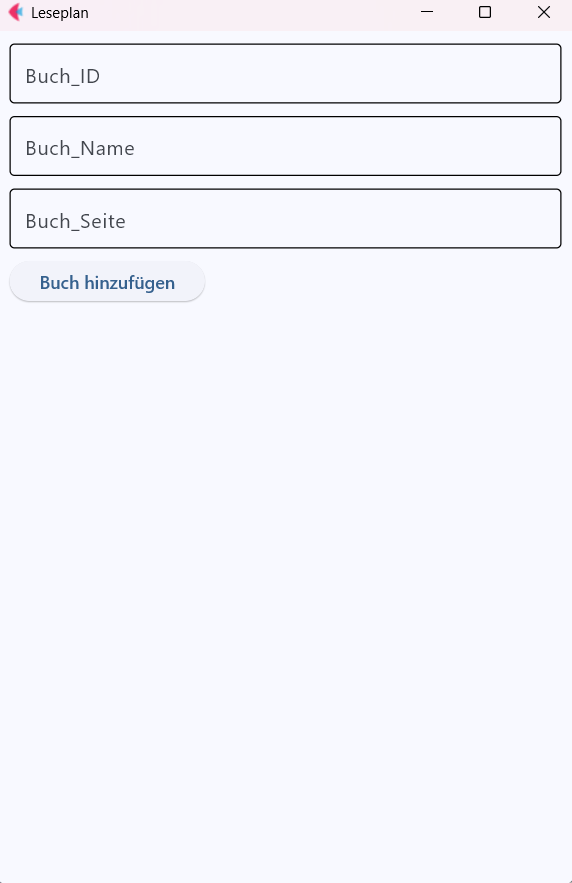 Leseplan
Buch_ID
Buch_Name
Buch_Seite
Buch hinzufügen